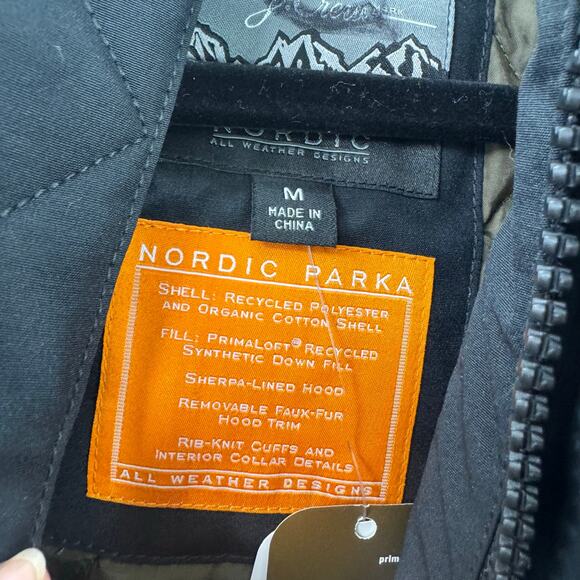 J.Crew
NORDIC
ALL WEATHER DESIGNS
M
MADE IN
CHINA
NORDIC PARKA
SHELL: RECYCLED POLYESTER
AND ORGANIC COTTON SHELL
FILL: PRIMALOFT® RECYCLED
SYNTHETIC DOWN FILL
SHERPA-LINED HOOD
REMOVABLE FAUX-FUR
HOOD TRIM
RIB-KNIT CUFFS AND
INTERIOR COLLAR DETAILS
ALL WEATHER DESIGNS
prim